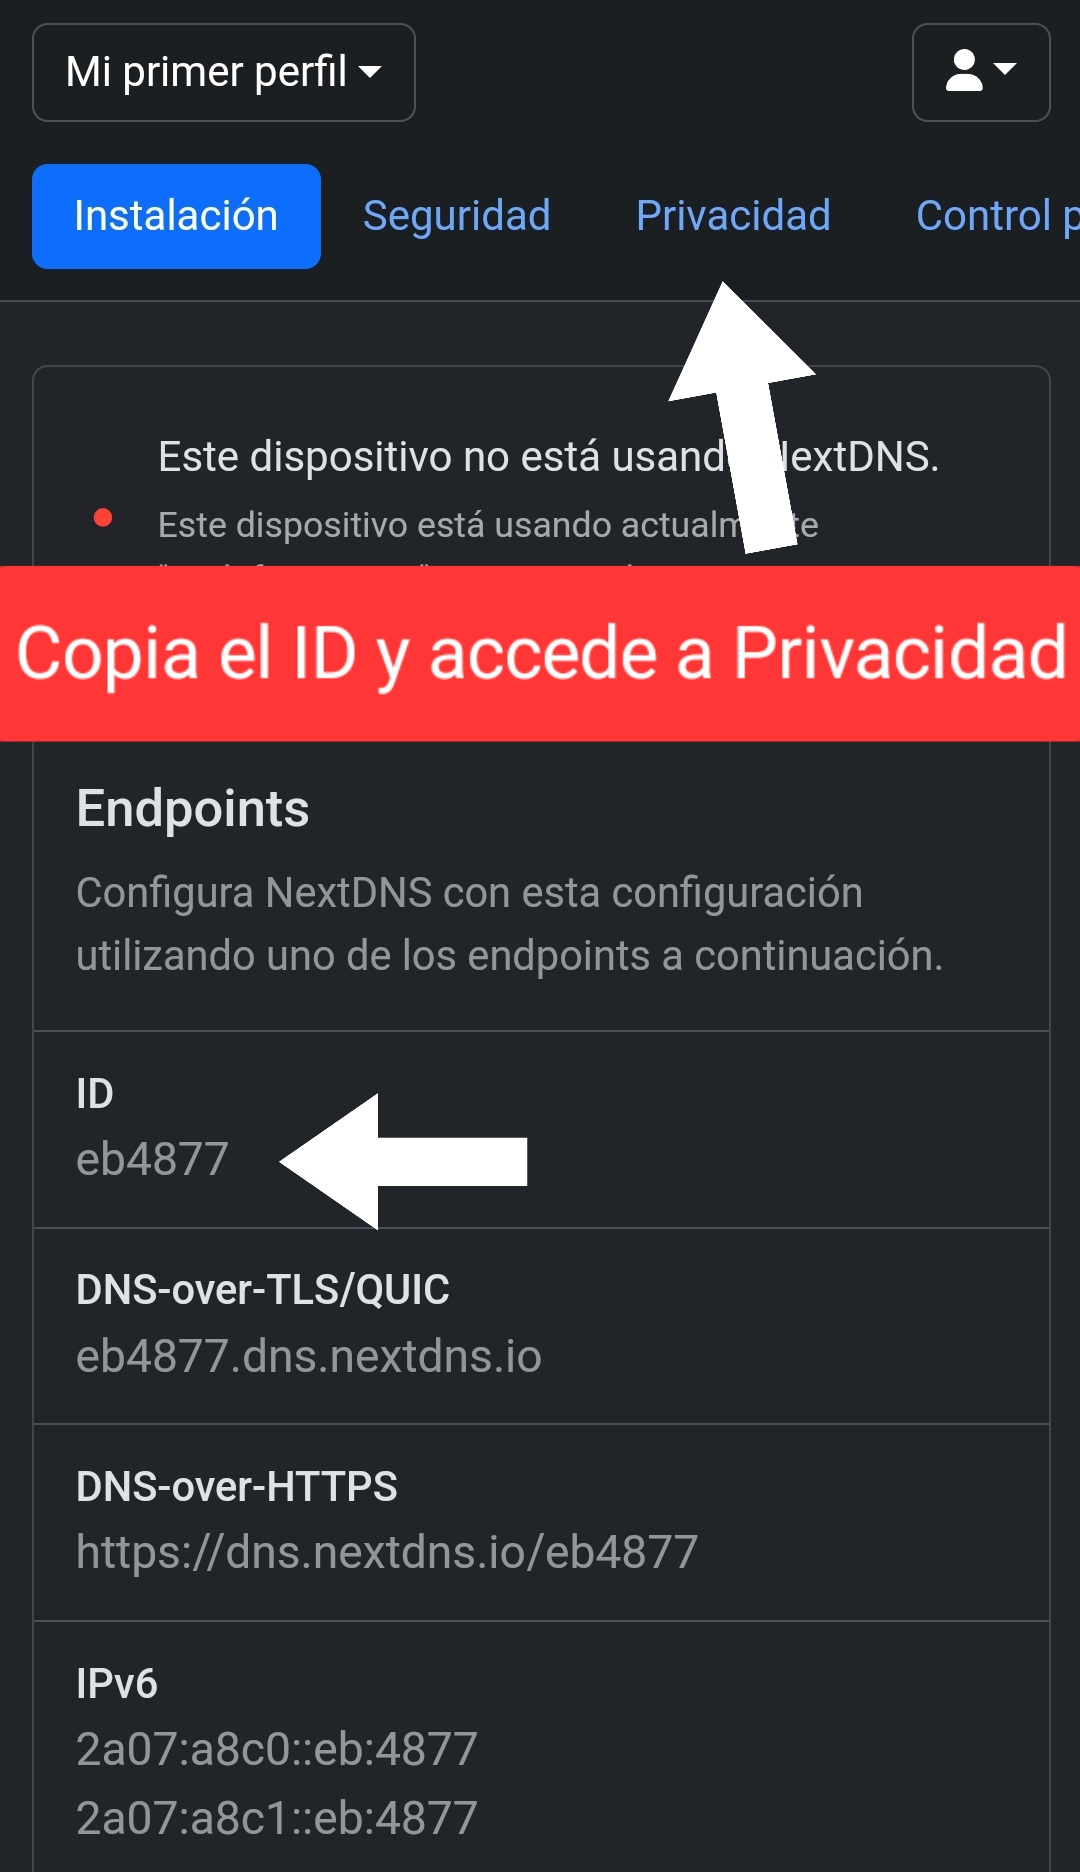 Mi primer perfil
Instalación Seguridad Privacidad Control p
Este dispositivo no está usand NextDNS.
Este dispositivo está usando actualm te
Copia el ID y accede a Privacidad
Endpoints
Configura NextDNS con esta configuración
utilizando uno de los endpoints a continuación.
ID
eb4877
DNS-over-TLS/QUIC
eb4877.dns.nextdns.io
DNS-over-HTTPS
https://dns.nextdns.io/eb4877
IPv6
2a07:a8c0::eb:4877
2a07:a8c1::eb:4877